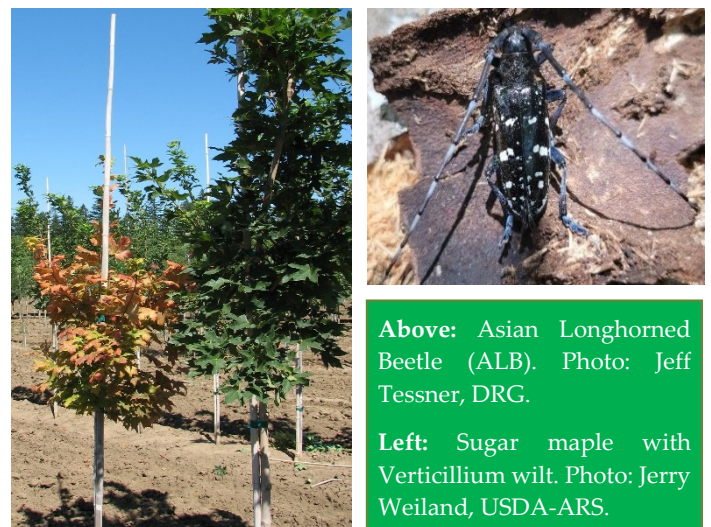 Above: Asian Longhorned
Beetle (ALB). Photo: Jeff
Tessner, DRG.
Left: Sugar maple with
Verticillium wilt. Photo: Jerry
Weiland, USDA-ARS.